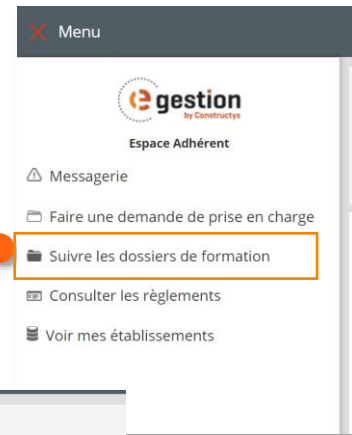 Menu
e gestion
by Constructys
Espace Adhérent
Messagerie
Faire une demande de prise en charge
Suivre les dossiers de formation
Consulter les règlements
Voir mes établissements